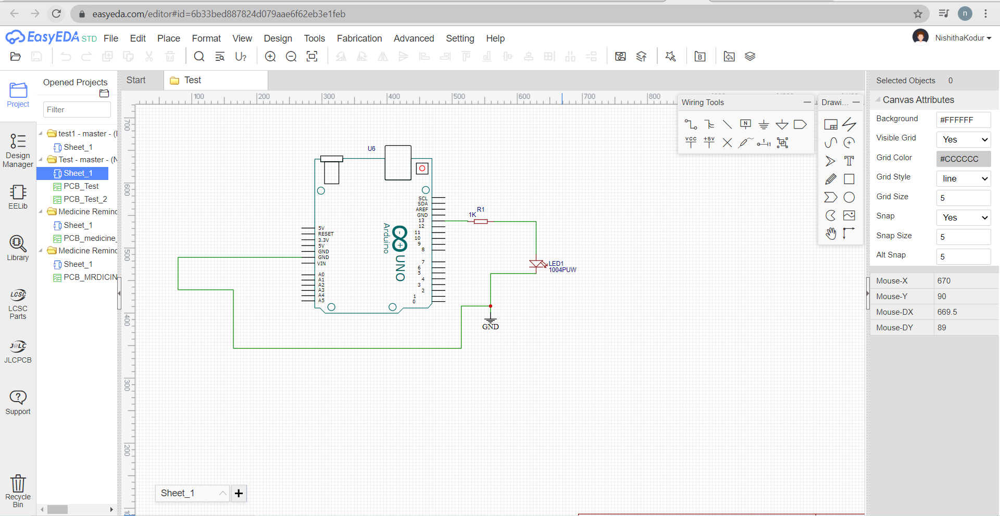 easyeda.com/editor#id=6b33bed887824d079aae6f62eb3e1feb
n
EasyEDA STD File Edit Place Format View Design Tools Fabrication Advanced Setting Help
NishithaKodur
U?
B
Project
Design
Manager
EELib
Library
LCSC
LCSC
Parts
J@LC
JLCPCB
Support
Recycle
Bin
Opened Projects
Filter
test1 - master - (
Sheet_1
Test - master - (N
Sheet_1
PCB_Test
PCB_Test_2
Medicine Remind
Sheet_1
PCB_medicine_
Medicine Remind
Sheet_1
PCB_MRDICIN
Start
Test
100 200 300 400 500 600 700 800
700
600
500
400
300
200
U6
SCL
SDA
AREF
GND
13
12
11
10
9
8
7
6
5
4
3
2
1
0
5V
RESET
3.3V
5V
GND
GND
VIN
A0
A1
A2
A3
A4
A5
Arduino
UNO
R1
1K
LED1
1004PUW
GND
Wiring Tools
N
VCC
+5V
Drawi...
T
Sheet_1
Selected Objects 0
Canvas Attributes
Background #FFFFFF
Visible Grid Yes
Grid Color #CCCCCC
Grid Style line
Grid Size 5
Snap Yes
Snap Size 5
Alt Snap 5
Mouse-X 670
Mouse-Y 90
Mouse-DX 669.5
Mouse-DY 89